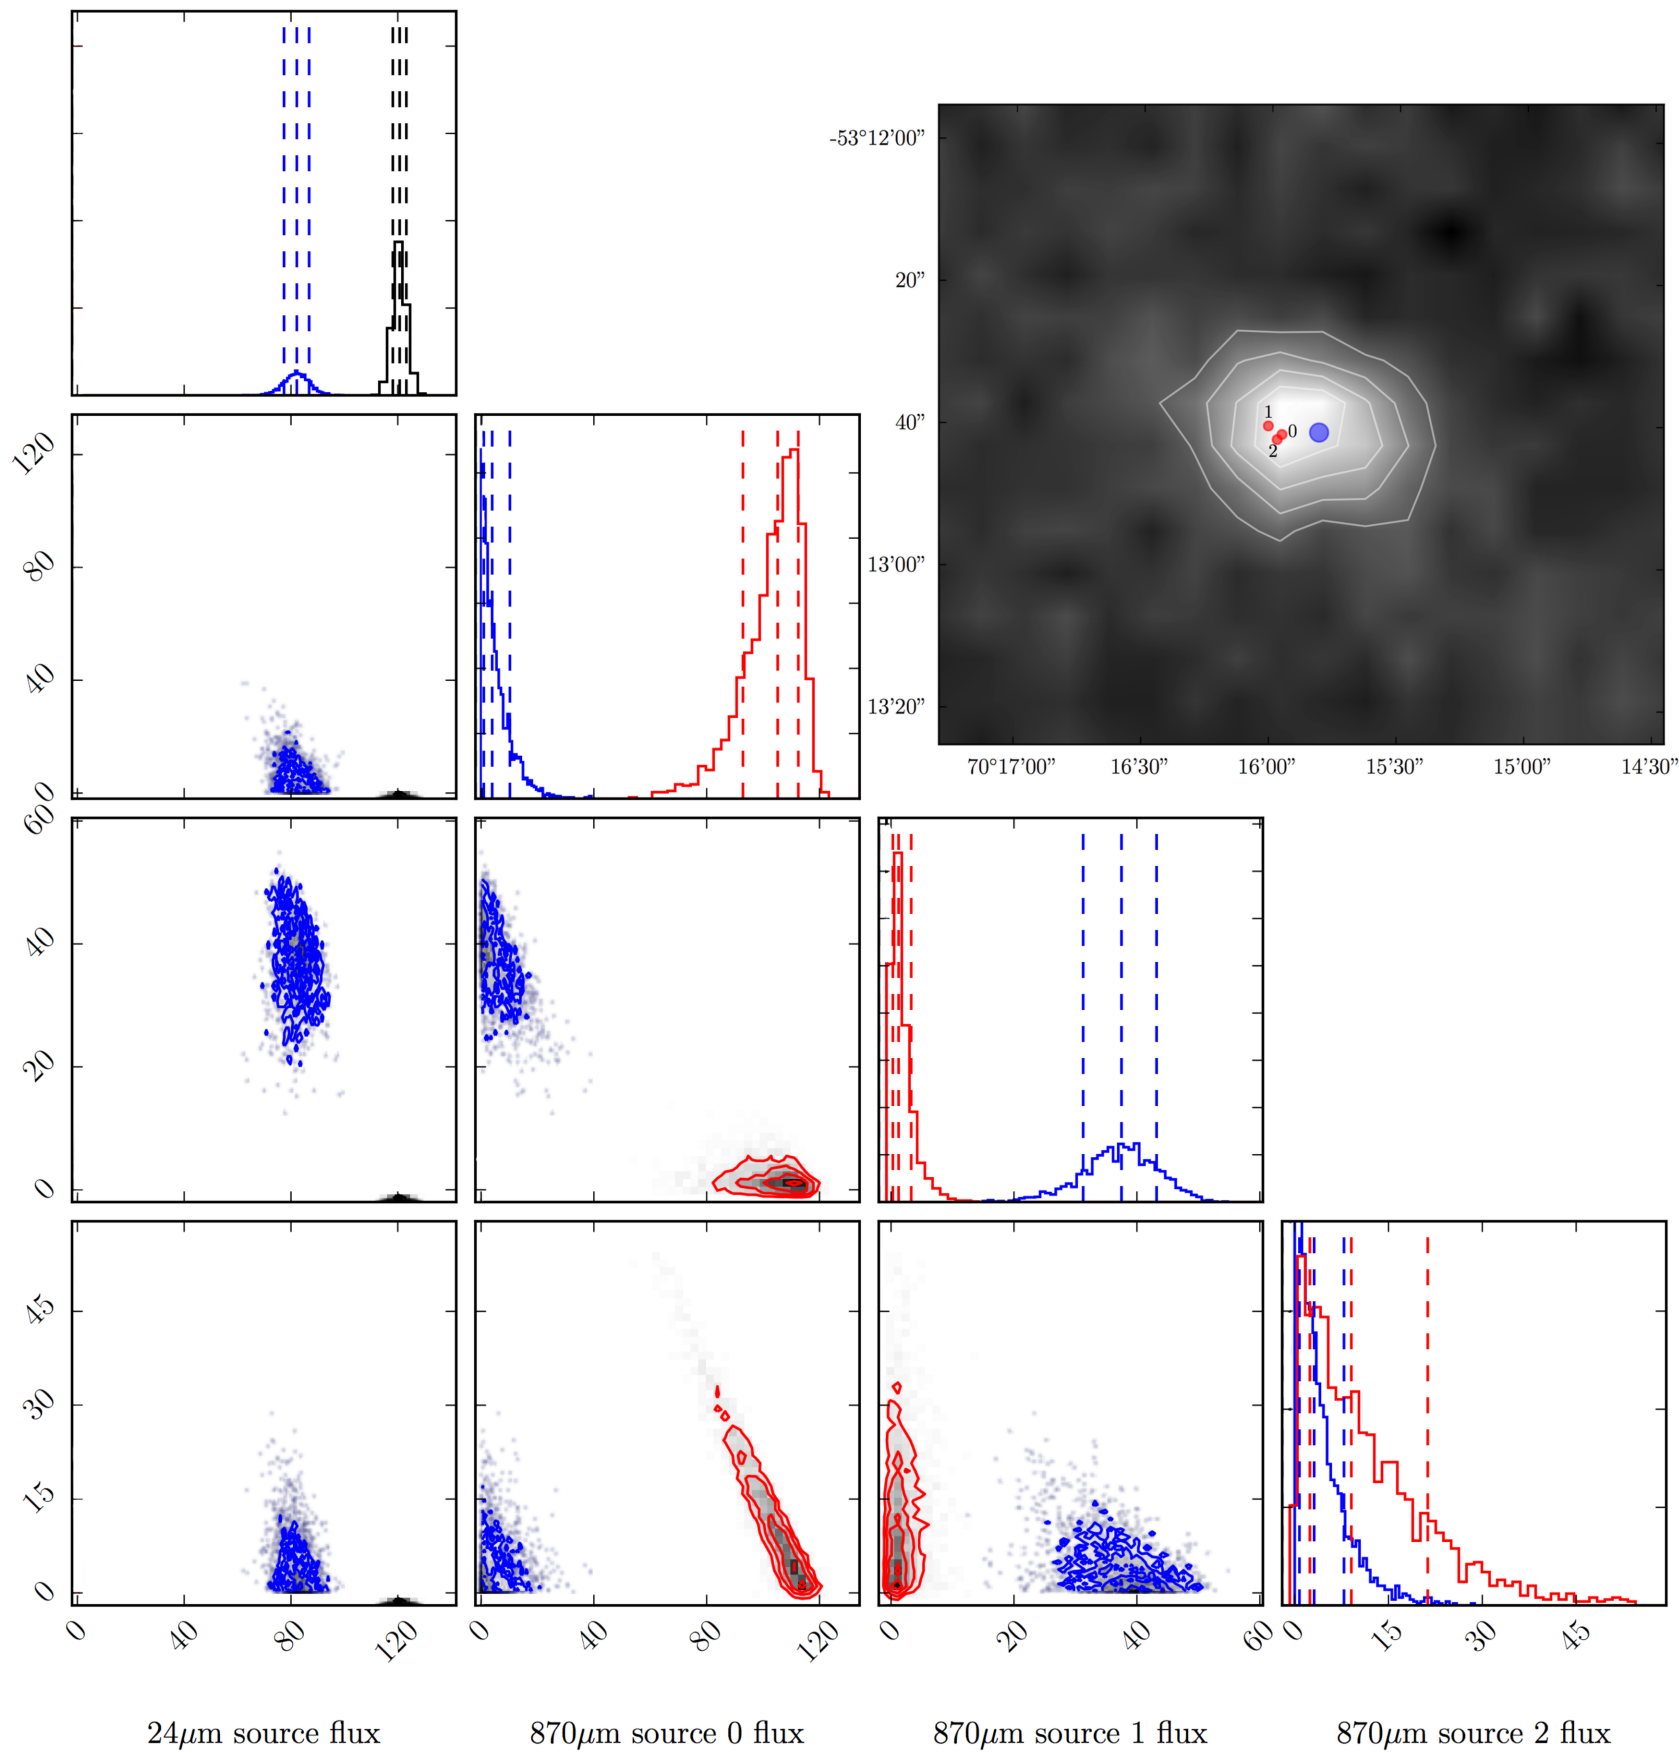 -53°12’00”
20”
40”
13’00”
13’20”
70°17’00” 16’30” 16’00” 15’30” 15’00” 14’30”
1
0
2
120
80
40
0
60
40
20
0
45
30
15
0
0 40 80 120
0 40 80 120
0 20 40 60
0 15 30 45
24μm source flux
870μm source 0 flux
870μm source 1 flux
870μm source 2 flux